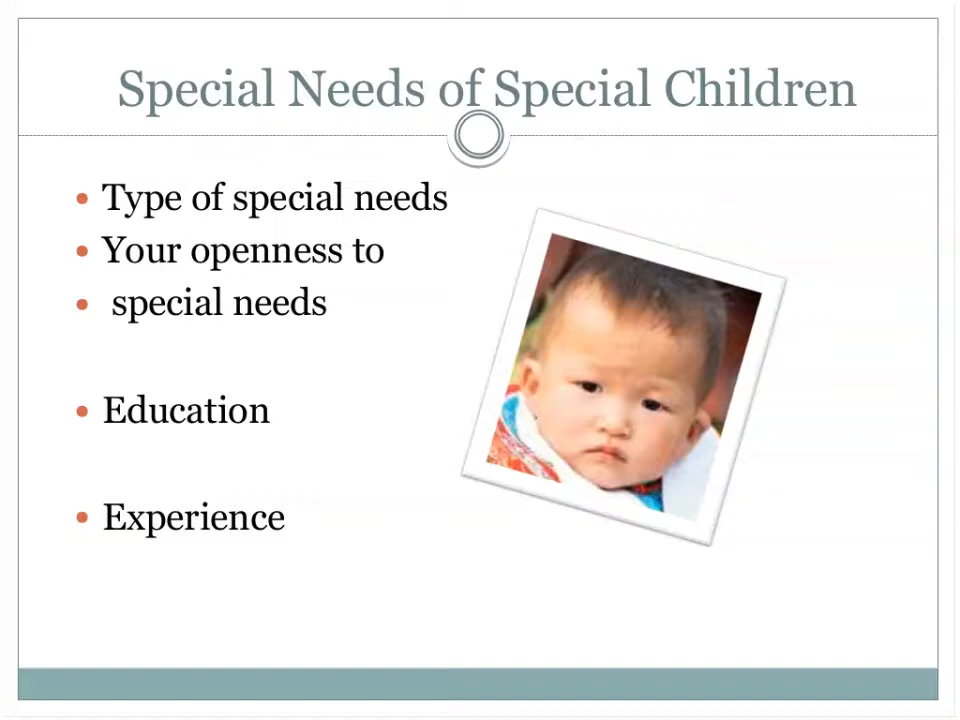 Special Needs of Special Children
• Type of special needs
• Your openness to
• special needs
• Education
• Experience